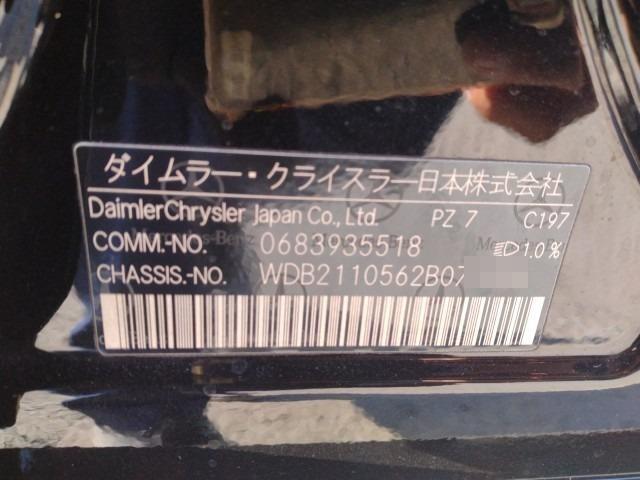 ダイムラー・クライスラー日本株式会社
DaimlerChrysler Japan Co., Ltd. PZ 7 C197
COMM.-NO. 0683935518 1.0%
CHASSIS.-NO. WDB2110562B07